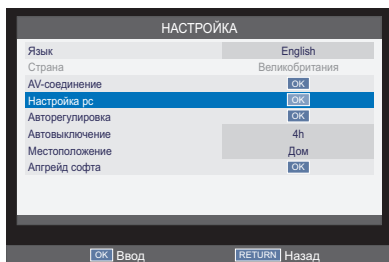 НАСТРОЙКА
Язык English
Страна Великобритания
AV-соединение OK
Настройка pc OK
Авторегулировка OK
Автовыключение 4h
Местоположение Дом
Апгрейд софта OK
OK Ввод RETURN Назад